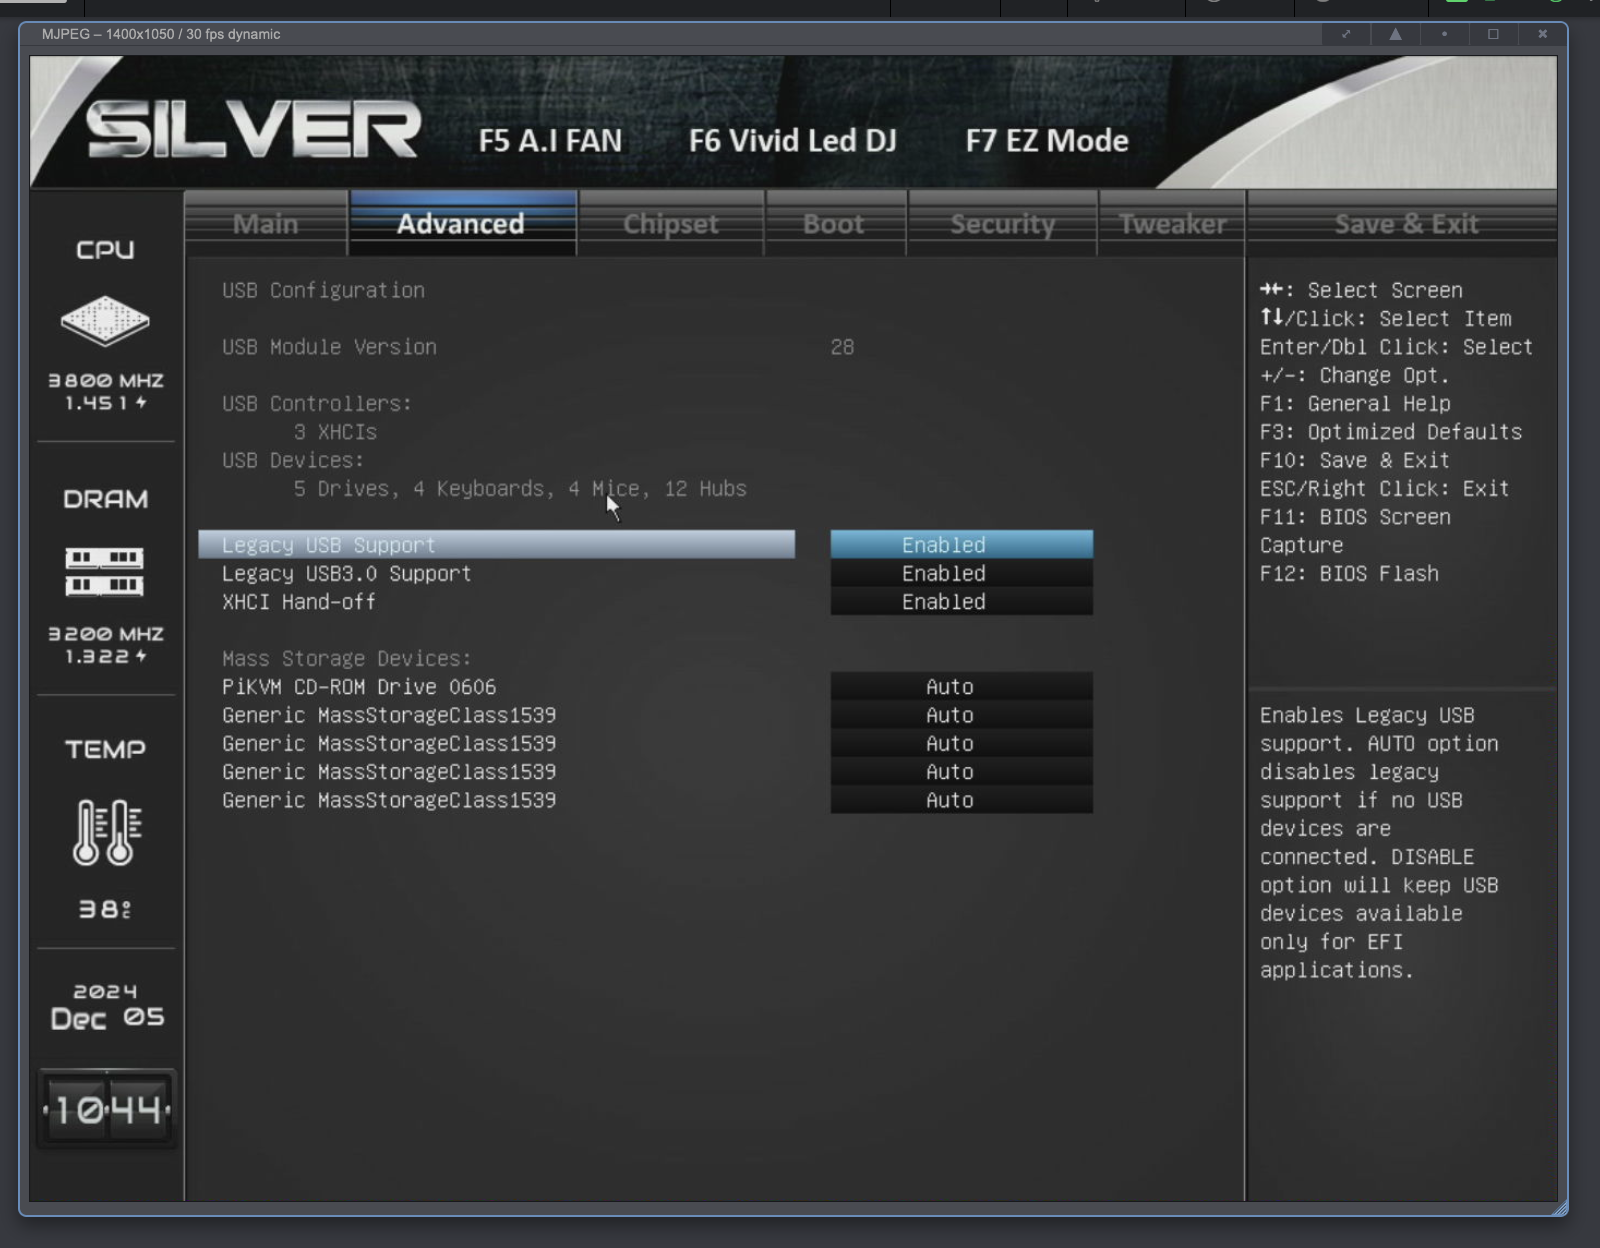 MJPEG – 1400x1050 / 30 fps dynamic
SILVER
F5 A.I FAN
F6 Vivid Led DJ
F7 EZ Mode
Main
Advanced
Chipset
Boot
Security
Tweaker
Save & Exit
CPU
3800 MHZ
1.451
DRAM
3200 MHZ
1.322
TEMP
38°C
2024
Dec 05
10:44
USB Configuration
USB Module Version 28
USB Controllers:
3 XHCIs
USB Devices:
5 Drives, 4 Keyboards, 4 Mice, 12 Hubs
Legacy USB Support Enabled
Legacy USB3.0 Support Enabled
XHCI Hand-off Enabled
Mass Storage Devices:
PiKVM CD-ROM Drive 0606 Auto
Generic MassStorageClass1539 Auto
Generic MassStorageClass1539 Auto
Generic MassStorageClass1539 Auto
Generic MassStorageClass1539 Auto
→←: Select Screen
↑↓/Click: Select Item
Enter/Dbl Click: Select
+/-: Change Opt.
F1: General Help
F3: Optimized Defaults
F10: Save & Exit
ESC/Right Click: Exit
F11: BIOS Screen
Capture
F12: BIOS Flash
Enables Legacy USB
support. AUTO option
disables legacy
support if no USB
devices are
connected. DISABLE
option will keep USB
devices available
only for EFI
applications.